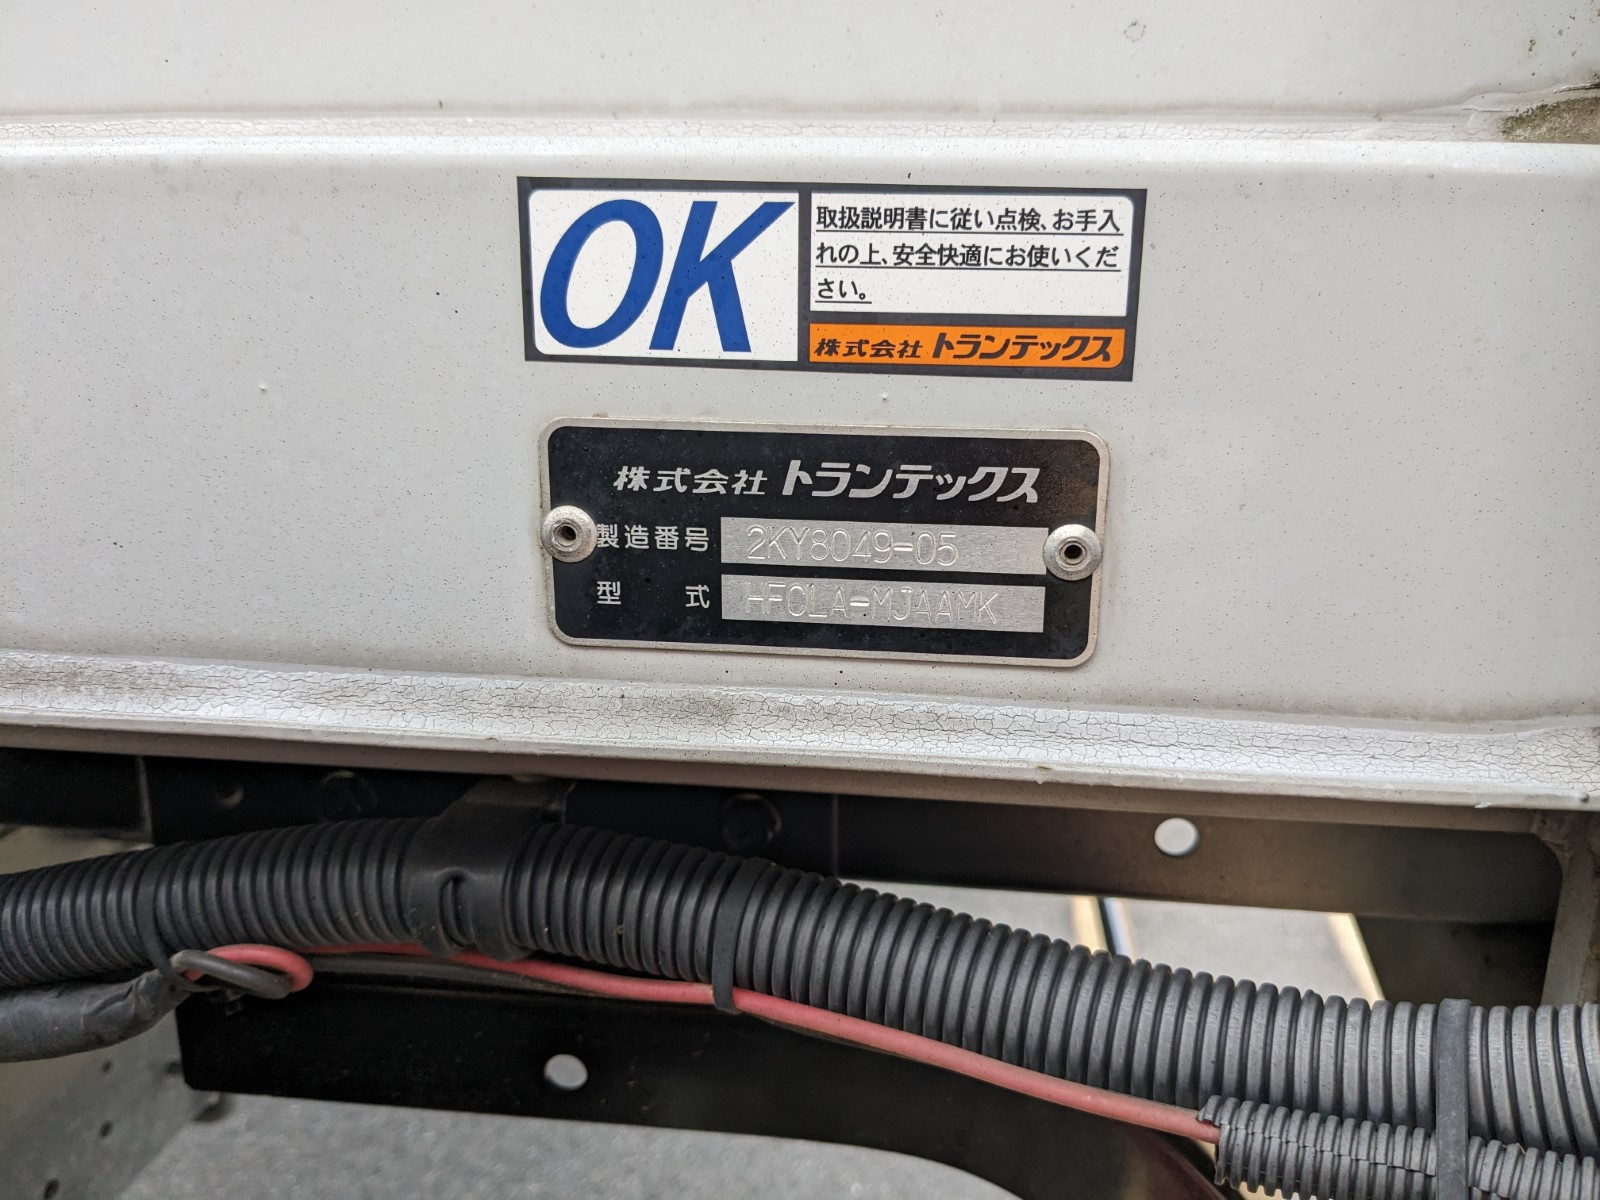 OK
取扱説明書に従い点検、お手入
れの上、安全快適にお使いくだ
さい。
株式会社 トランテックス
株式会社 トランテックス
製造番号 2KY8049-05
型 式 HFCLA-MJAAMK